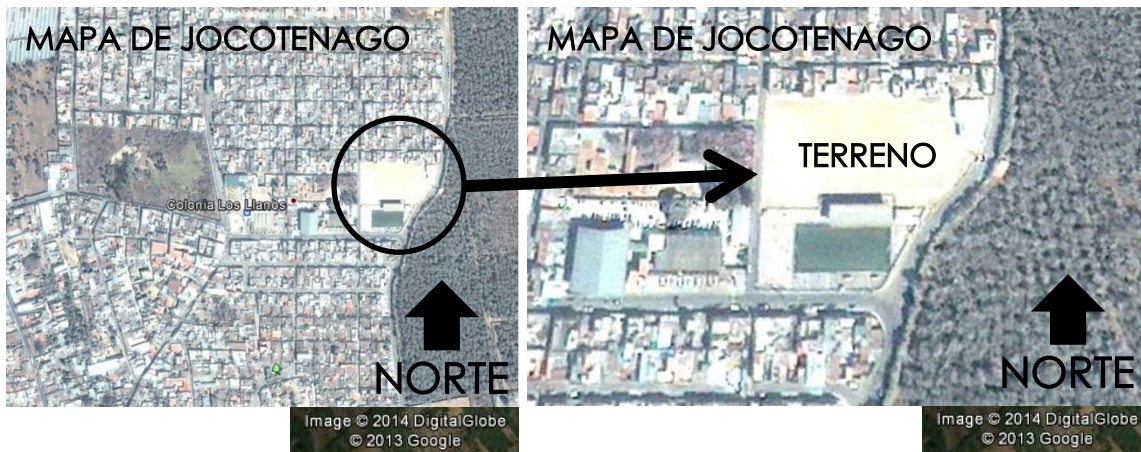 MAPA DE JOCOTENAGO
Colonia Los Llanos
NORTE
Image © 2014 DigitalGlobe
© 2013 Google
MAPA DE JOCOTENAGO
TERRENO
NORTE
Image © 2014 DigitalGlobe
© 2013 Google